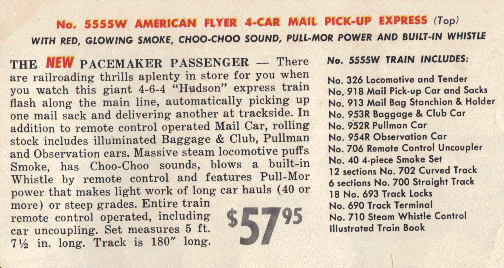 No. 5555W AMERICAN FLYER 4-CAR MAIL PICK-UP EXPRESS (Top)
WITH RED, GLOWING SMOKE, CHOO-CHOO SOUND, PULL-MOR POWER AND BUILT-IN WHISTLE
THE NEW PACEMAKER PASSENGER — There
are railroading thrills aplenty in store for you when
you watch this giant 4-6-4 "Hudson" express train
flash along the main line, automatically picking up
one mail sack and delivering another at trackside. In
addition to remote control operated Mail Car, rolling
stock includes illuminated Baggage & Club, Pullman
and Observation cars. Massive steam locomotive puffs
Smoke, has Choo-Choo sounds, blows a built-in
Whistle by remote control and features Pull-Mor
power that makes light work of long car hauls (40 or
more) or steep grades. Entire train
remote control operated, including
car uncoupling. Set measures 5 ft.
7½ in. long. Track is 180" long.
$57.95
No. 5555W TRAIN INCLUDES:
No. 326 Locomotive and Tender
No. 918 Mail Pick-up Car and Sacks
No. 913 Mail Bag Stanchion & Holder
No. 953R Baggage & Club Car
No. 952R Pullman Car
No. 954R Observation Car
No. 706 Remote Control Uncoupler
No. 40 4-piece Smoke Set
12 sections No. 702 Curved Track
6 sections No. 700 Straight Track
18 No. 693 Track Locks
No. 690 Track Terminal
No. 710 Steam Whistle Control
Illustrated Train Book